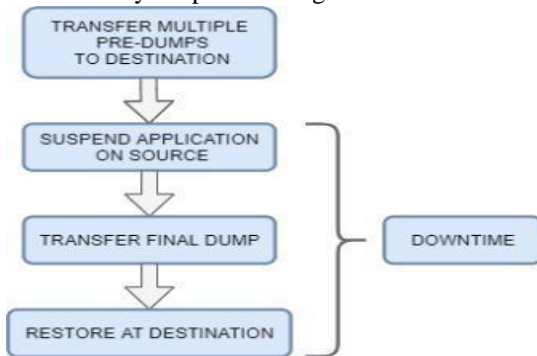 TRANSFER MULTIPLE
PRE-DUMPS
TO DESTINATION
SUSPEND APPLICATION
ON SOURCE
TRANSFER FINAL DUMP
DOWNTIME
RESTORE AT DESTINATION